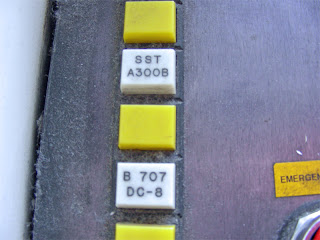 SST
A300B
B 707
DC-8
EMERGEN